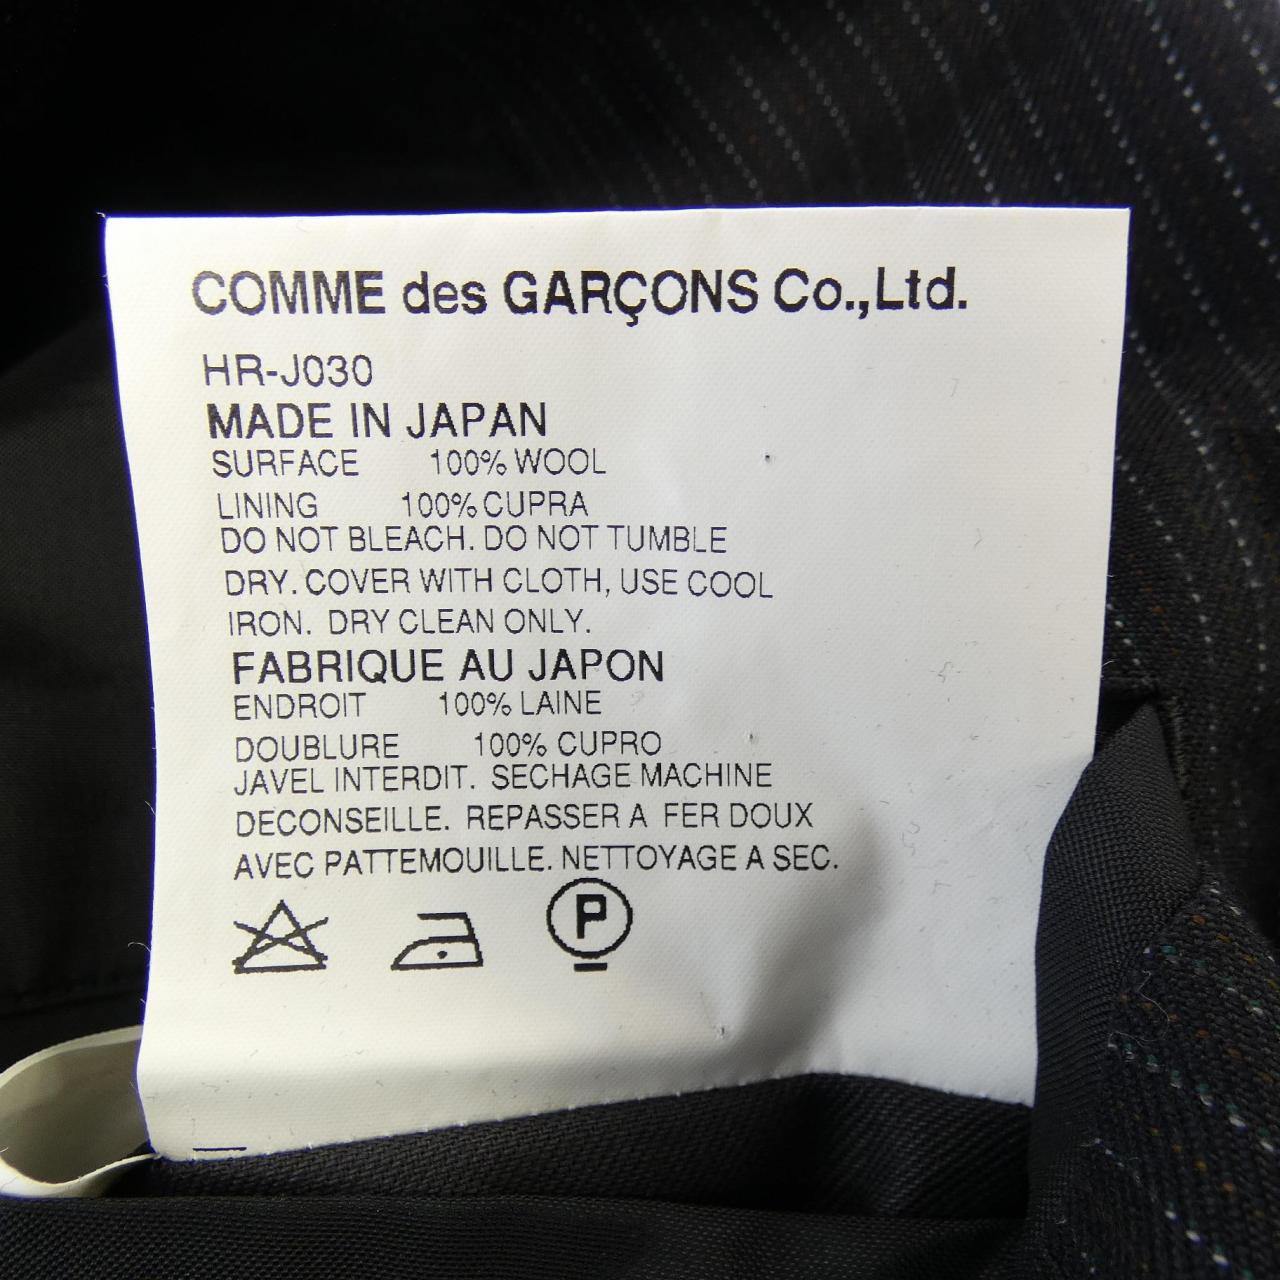 COMME des GARÇONS Co.,Ltd.
HR-J030
MADE IN JAPAN
SURFACE 100% WOOL
LINING 100% CUPRA
DO NOT BLEACH. DO NOT TUMBLE
DRY. COVER WITH CLOTH, USE COOL
IRON. DRY CLEAN ONLY.
FABRIQUE AU JAPON
ENDROIT 100% LAINE
DOUBLURE 100% CUPRO
JAVEL INTERDIT. SECHAGE MACHINE
DECONSEILLE. REPASSER A FER DOUX
AVEC PATTEMOUILLE. NETTOYAGE A SEC.
P